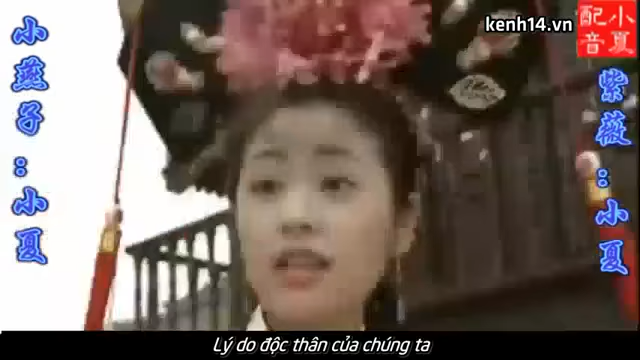 kenh14.vn
小夏
配音
小燕子:小夏
紫薇:小夏
Lý do độc thân của chúng ta